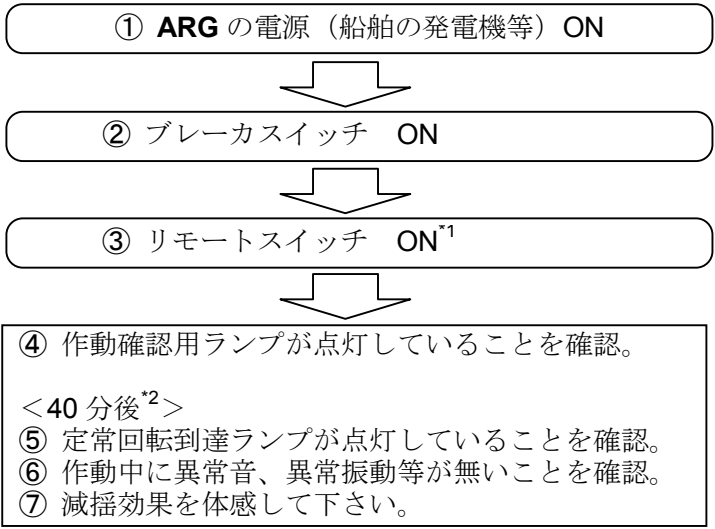 ① ARG の電源（船舶の発電機等）ON
② ブレーカスイッチ ON
③ リモートスイッチ ON*1
④ 作動確認用ランプが点灯していることを確認。
＜40 分後*2＞
⑤ 定常回転到達ランプが点灯していることを確認。
⑥ 作動中に異常音、異常振動等が無いことを確認。
⑦ 減揺効果を体感して下さい。